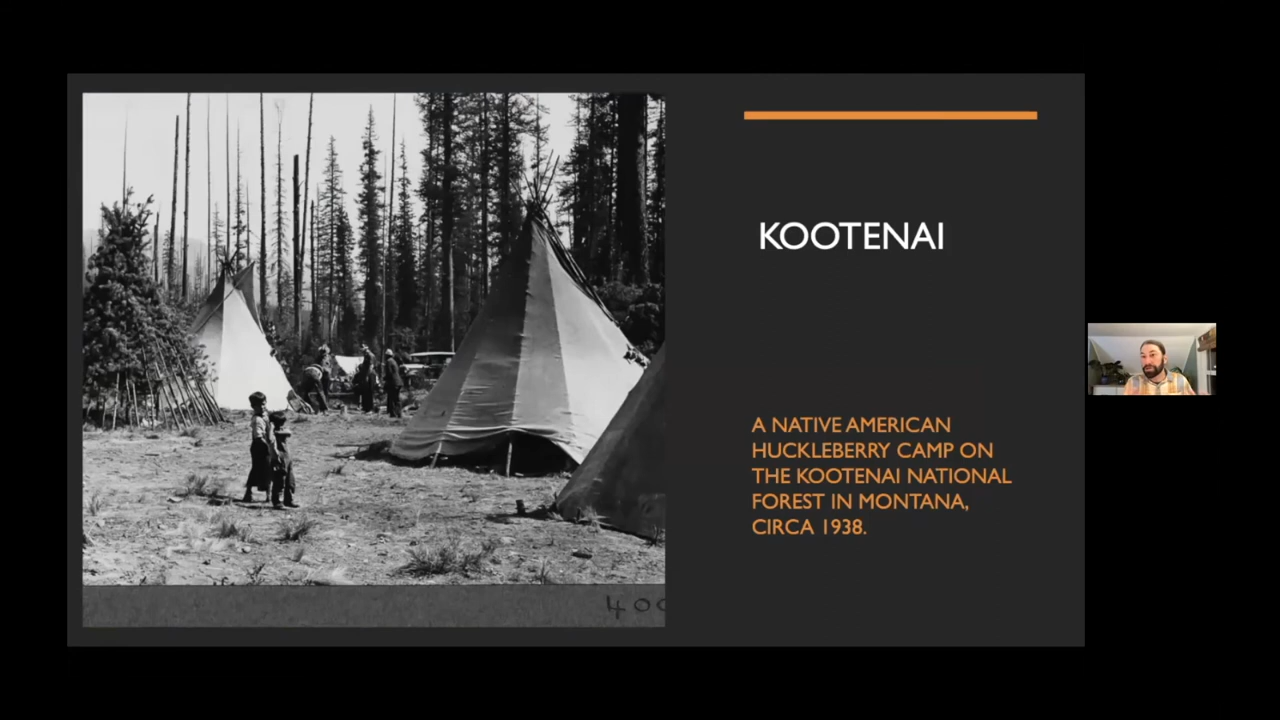 KOOTENAI
A NATIVE AMERICAN
HUCKLEBERRY CAMP ON
THE KOOTENAI NATIONAL
FOREST IN MONTANA,
CIRCA 1938.